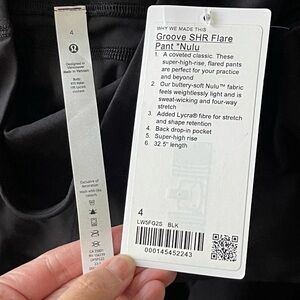 4
Designed in
Vancouver
Made in Vietnam
WHY WE MADE THIS
Groove SHR Flare
Pant *Nulu
1. A coveted classic. These
super-high-rise, flared pants
are perfect for your practice
and beyond
2. Our buttery-soft Nulu™ fabric
feels weightlessly light and is
sweat-wicking and four-way
stretch
3. Added Lycra® fibre for stretch
and shape retention
4. Back drop-in pocket
5. Super-high rise
6. 32.5" length
4
LW5FG2S BLK
000145452243
Exclusive of
decoration